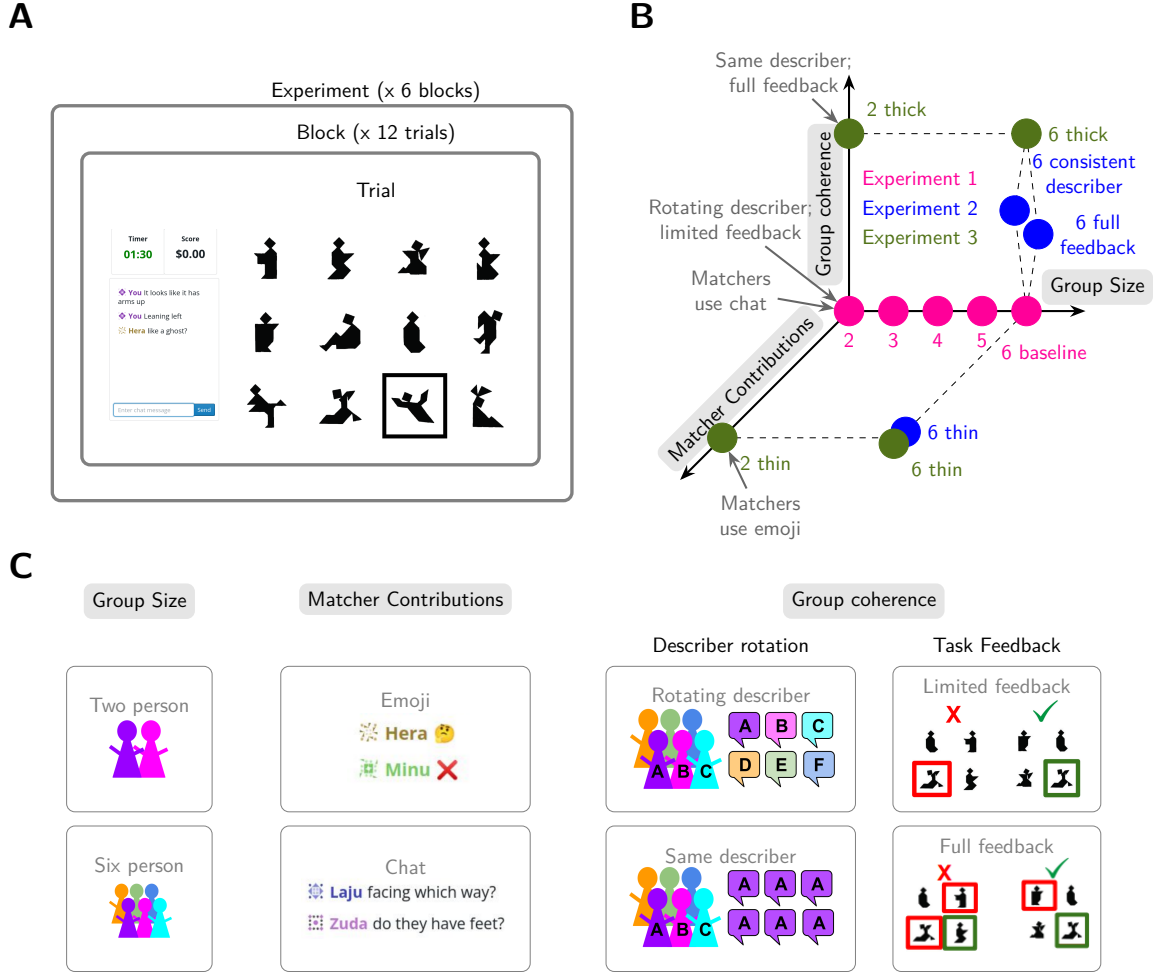 A
Experiment (x 6 blocks)
Block (x 12 trials)
Trial
Timer
Score
01:30
$0.00
You it looks like it has
arms up
You Leaning left
Hera like a ghost?
Enter chat message
Send
B
Same describer;
full feedback
2 thick
6 thick
Group coherence
6 consistent
describer
Experiment 1
Experiment 2
Experiment 3
6 full
feedback
Rotating describer;
limited feedback
Matchers
use chat
Group Size
2
3
4
5
6 baseline
Matcher Contributions
2 thin
6 thin
6 thin
Matchers
use emoji
C
Group Size
Matcher Contributions
Group coherence
Describer rotation
Task Feedback
Two person
Emoji
Hera
Minu
Rotating describer
A B C
D E F
A B C
Limited feedback
X
Six person
Chat
Laju facing which way?
Zuda do they have feet?
Same describer
A A A
A A A
A B C
Full feedback
X